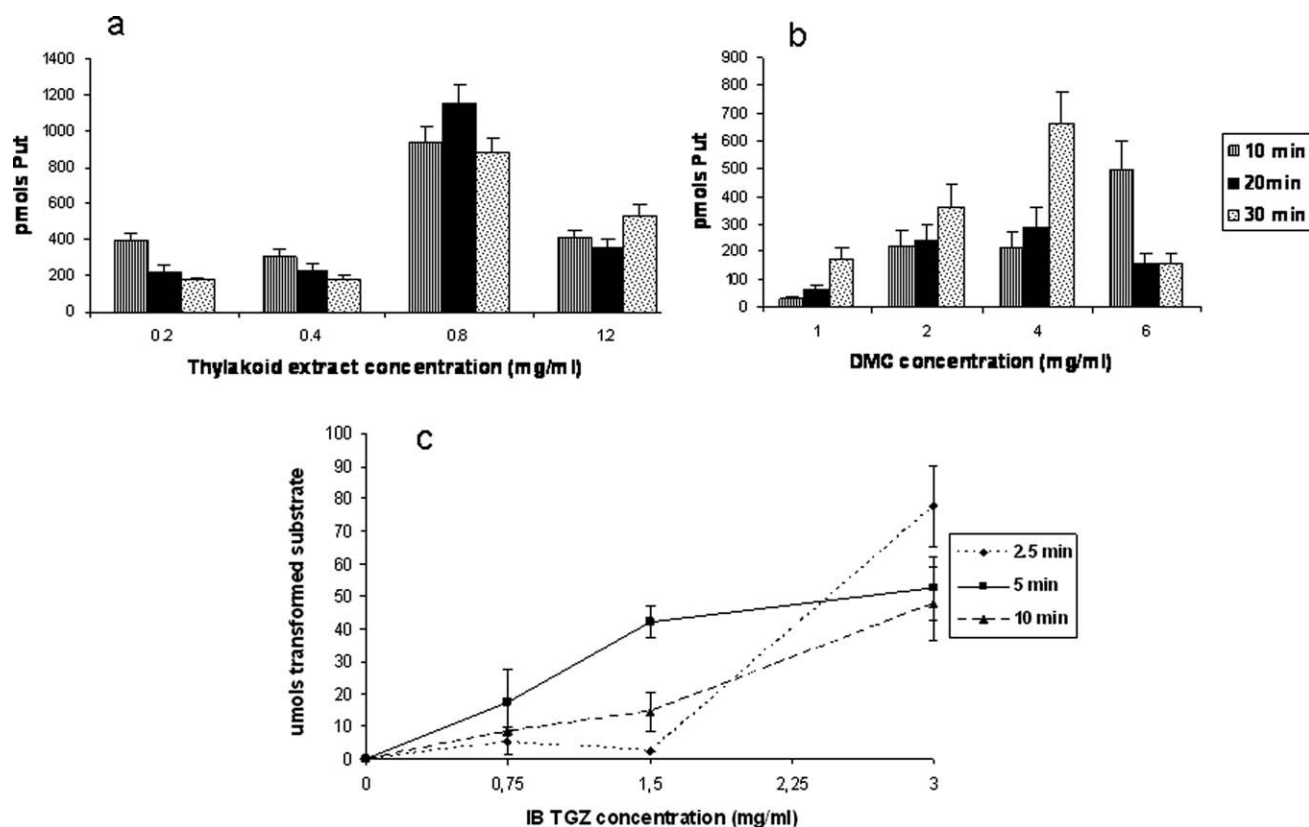 a
1400
1200
1000
800
600
400
200
0
pmols Put
0.2 0.4 0.8 12
Thylakoid extract concentration (mg/ml)
b
900
800
700
600
500
400
300
200
100
0
pmols Put
1 2 4 6
DMC concentration (mg/ml)
10 min
20min
30 min
c
100
90
80
70
60
50
40
30
20
10
0
umols transformed substrate
0 0,75 1,5 2,25 3
IB TGZ concentration (mg/ml)
2.5 min
5 min
10 min